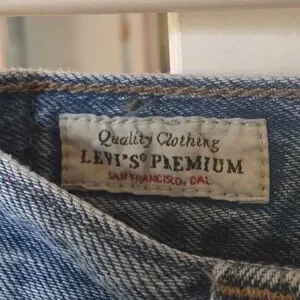 Quality Clothing
LEVI'S® PREMIUM
SAN FRANCISCO, CAL.